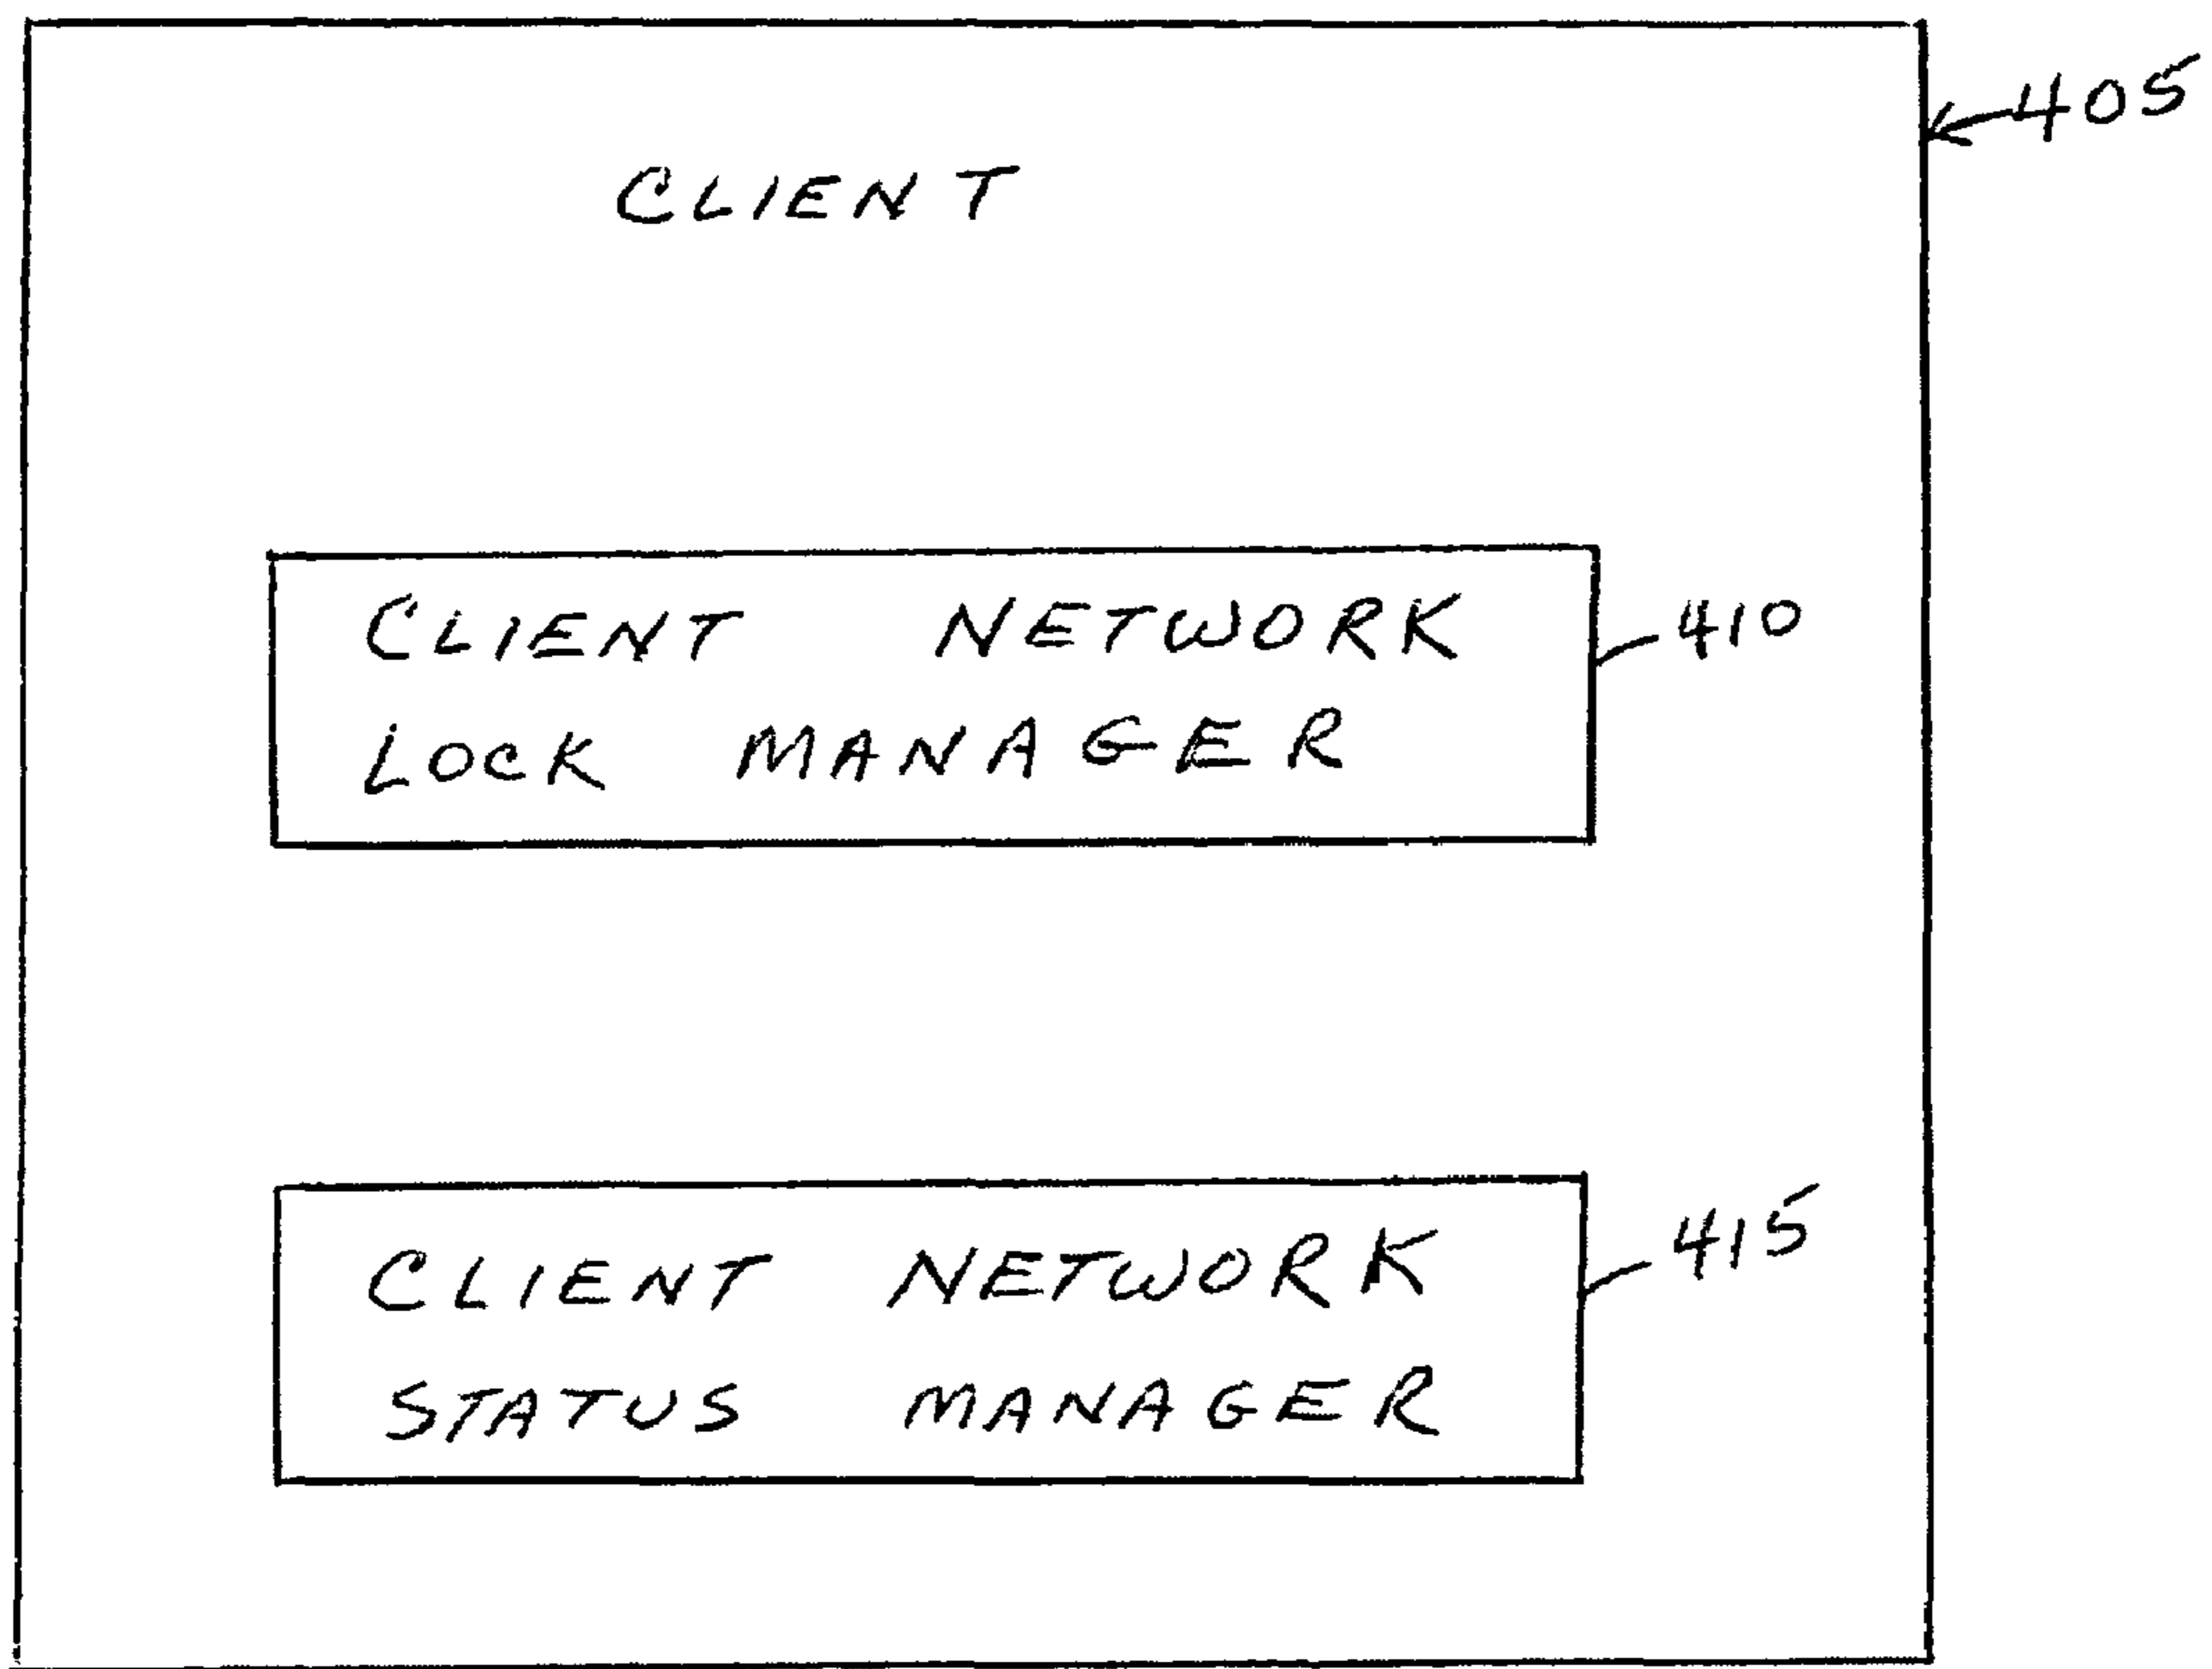 405
CLIENT
CLIENT NETWORK
LOCK MANAGER
410
CLIENT NETWORK
STATUS MANAGER
415